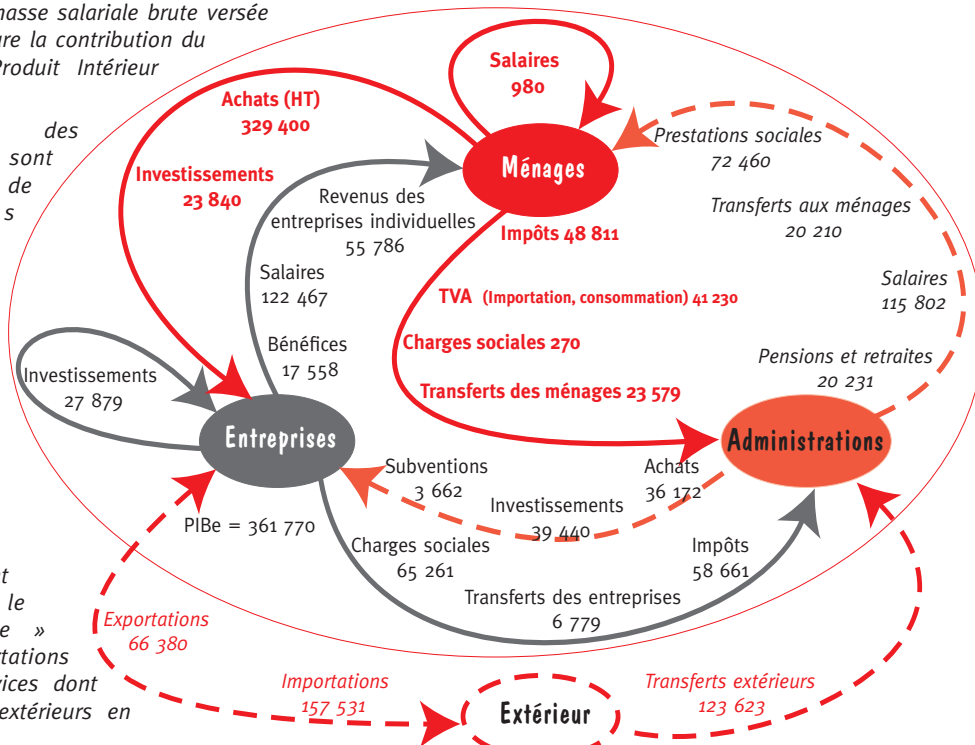 masse salariale brute versée
ure la contribution du
Produit Intérieur
des
sont
de
s
Salaires
980
Achats (HT)
329 400
Investissements
23 840
Ménages
Prestations sociales
72 460
Revenus des
entreprises individuelles
55 786
Impôts 48 811
Transferts aux ménages
20 210
Salaires
122 467
TVA (Importation, consommation) 41 230
Salaires
115 802
Bénéfices
17 558
Charges sociales 270
Pensions et retraites
20 231
Investissements
27 879
Transferts des ménages 23 579
Entreprises
Administrations
Subventions
3 662
Achats
36 172
Investissements
39 440
PIBe = 361 770
Charges sociales
65 261
Impôts
58 661
Transferts des entreprises
6 779
t
le
e »
rtations
vices dont
extérieurs en
Exportations
66 380
Importations
157 531
Transferts extérieurs
123 623
Extérieur